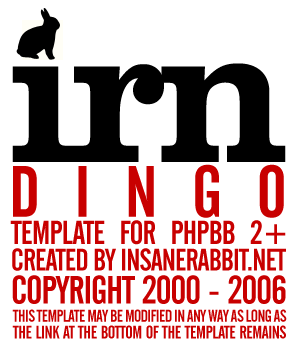 irn
DINGO
TEMPLATE FOR PHPBB 2+
CREATED BY INSANERABBIT.NET
COPYRIGHT 2000 - 2006
THIS TEMPLATE MAY BE MODIFIED IN ANY WAY AS LONG AS
THE LINK AT THE BOTTOM OF THE TEMPLATE REMAINS